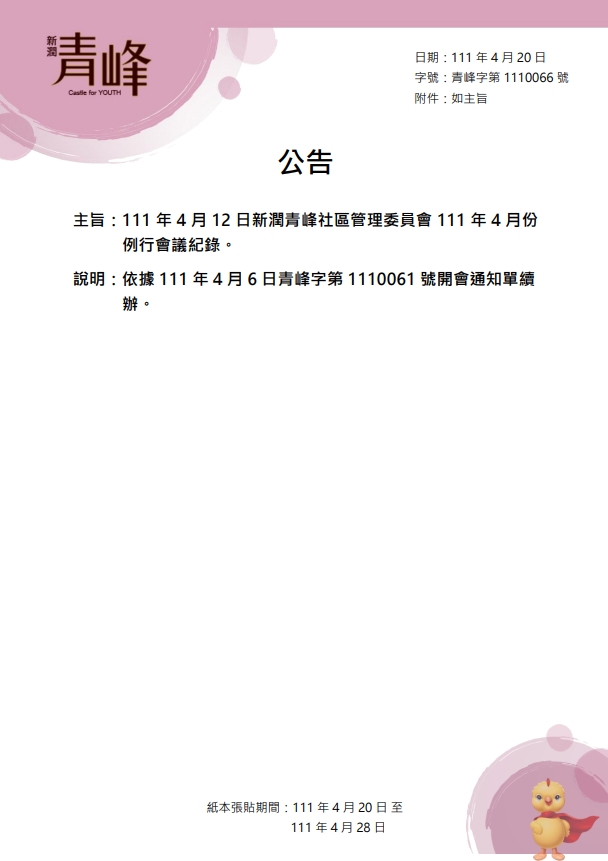 新潤
青峰
Castle for YOUTH
日期：111 年 4 月 20 日
字號：青峰字第 1110066 號
附件：如主旨
公告
主旨：111 年 4 月 12 日新潤青峰社區管理委員會 111 年 4 月份
例行會議紀錄。
說明：依據 111 年 4 月 6 日青峰字第 1110061 號開會通知單續
辦。
紙本張貼期間：111 年 4 月 20 日 至
111 年 4 月 28 日